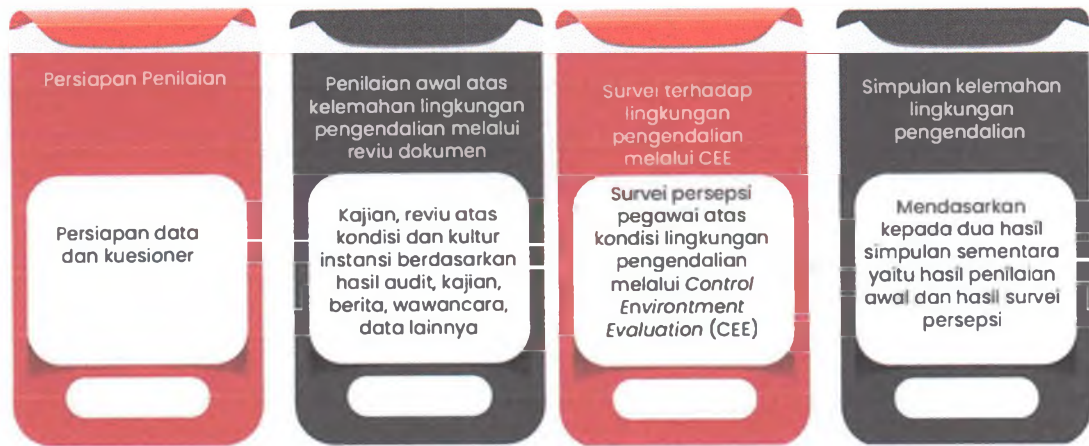 Persiapan Penilaian
Persiapan data
dan kuesioner
Penilaian awal atas
kelemahan lingkungan
pengendalian melalui
reviu dokumen
Kajian, reviu atas
kondisi dan kultur
instansi berdasarkan
hasil audit, kajian,
berita, wawancara,
data lainnya
Survei terhadap
lingkungan
pengendalian
melalui CEE
Survei persepsi
pegawai atas
kondisi lingkungan
pengendalian
melalui Control
Environtment
Evaluation (CEE)
Simpulan kelemahan
lingkungan
pengendalian
Mendasarkan
kepada dua hasil
simpulan sementara
yaitu hasil penilaian
awal dan hasil survei
persepsi